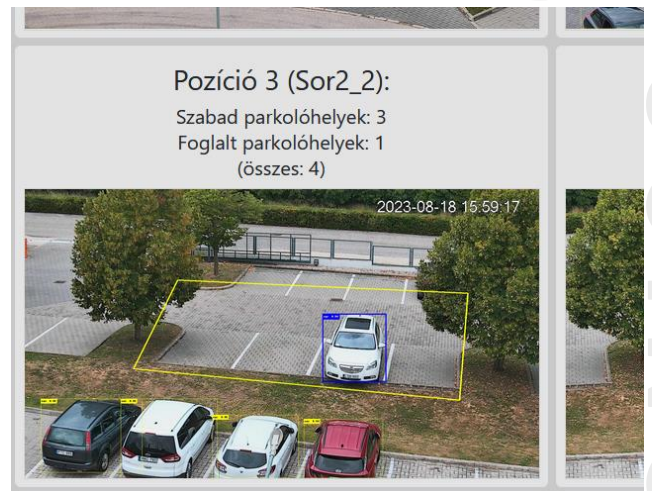 Pozíció 3 (Sor2_2):
Szabad parkolóhelyek: 3
Foglalt parkolóhelyek: 1
(összes: 4)
2023-08-18 15:59:17